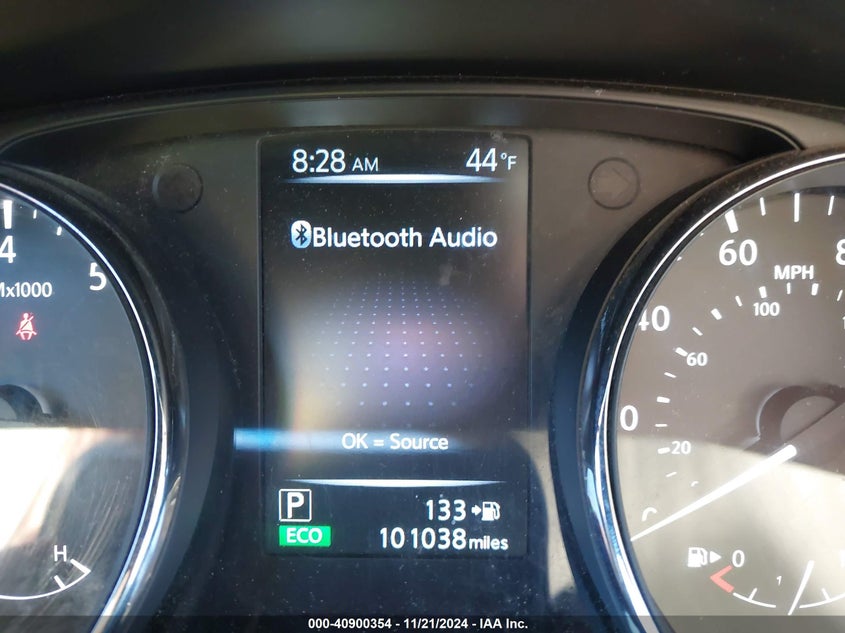 8:28 AM 44°F
Bluetooth Audio
4
5
x1000
60
MPH
100
40
60
0
20
OK = Source
P
133
ECO
101038 miles
H
0
1
000-40900354 - 11/21/2024 - IAA Inc.